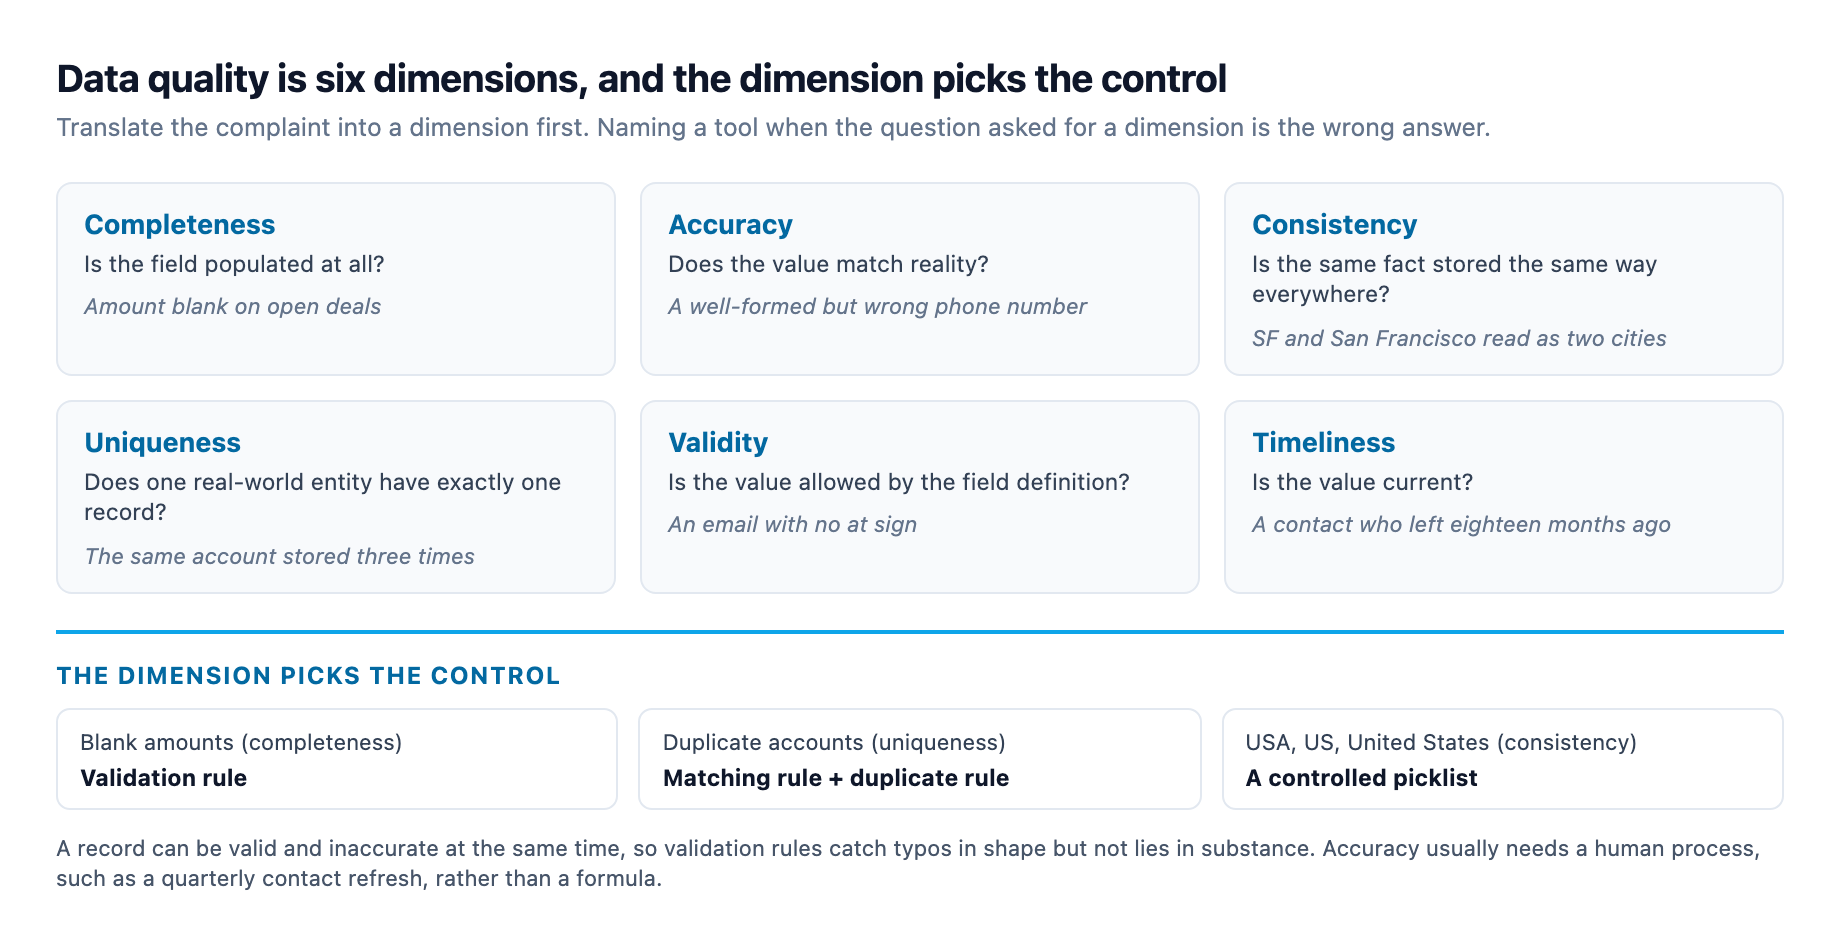 Data quality is six dimensions, and the dimension picks the control
Translate the complaint into a dimension first. Naming a tool when the question asked for a dimension is the wrong answer.
Completeness
Is the field populated at all?
Amount blank on open deals
Accuracy
Does the value match reality?
A well-formed but wrong phone number
Consistency
Is the same fact stored the same way
everywhere?
SF and San Francisco read as two cities
Uniqueness
Does one real-world entity have exactly one
record?
The same account stored three times
Validity
Is the value allowed by the field definition?
An email with no at sign
Timeliness
Is the value current?
A contact who left eighteen months ago
THE DIMENSION PICKS THE CONTROL
Blank amounts (completeness)
Validation rule
Duplicate accounts (uniqueness)
Matching rule + duplicate rule
USA, US, United States (consistency)
A controlled picklist
A record can be valid and inaccurate at the same time, so validation rules catch typos in shape but not lies in substance. Accuracy usually needs a human process,
such as a quarterly contact refresh, rather than a formula.